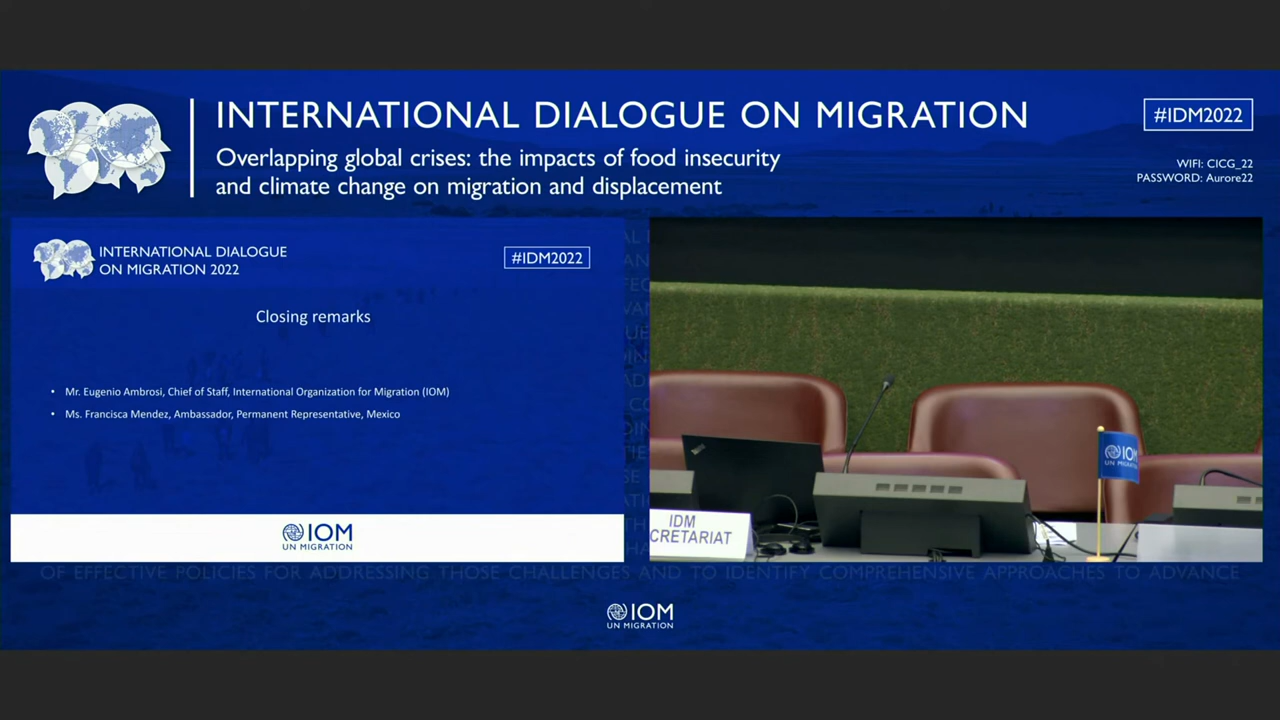 INTERNATIONAL DIALOGUE ON MIGRATION
Overlapping global crises: the impacts of food insecurity
and climate change on migration and displacement
#IDM2022
WIFI: CICG_22
PASSWORD: Aurore22
INTERNATIONAL DIALOGUE
ON MIGRATION 2022
#IDM2022
Closing remarks
• Mr. Eugenio Ambrosi, Chief of Staff, International Organization for Migration (IOM)
• Ms. Francisca Mendez, Ambassador, Permanent Representative, Mexico
IOM
UN MIGRATION
IOM
UN MIGRATION
IDM
CRETARIAT
OF EFFECTIVE POLICIES FOR ADDRESSING THOSE CHALLENGES AND TO IDENTIFY COMPREHENSIVE APPROACHES TO ADVANCE
IOM
UN MIGRATION